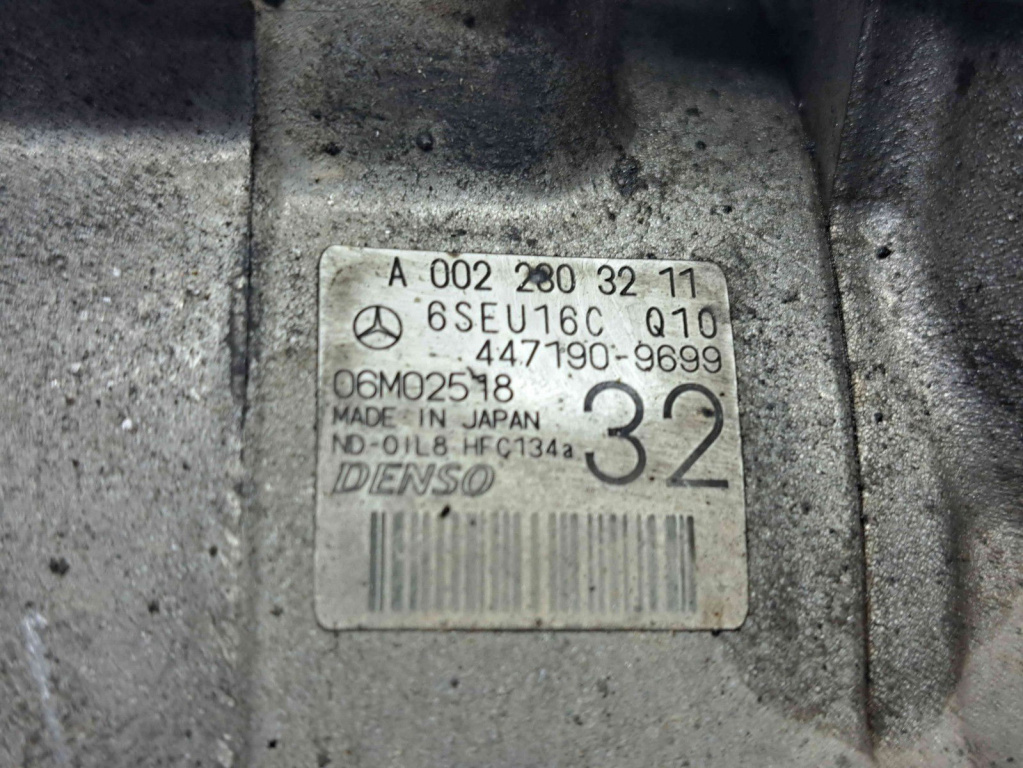 A 002 230 32 11
6SEU16C Q10
447190-9699
06M02518
MADE IN JAPAN
ND-OIL8 HFC134a
32
DENSO